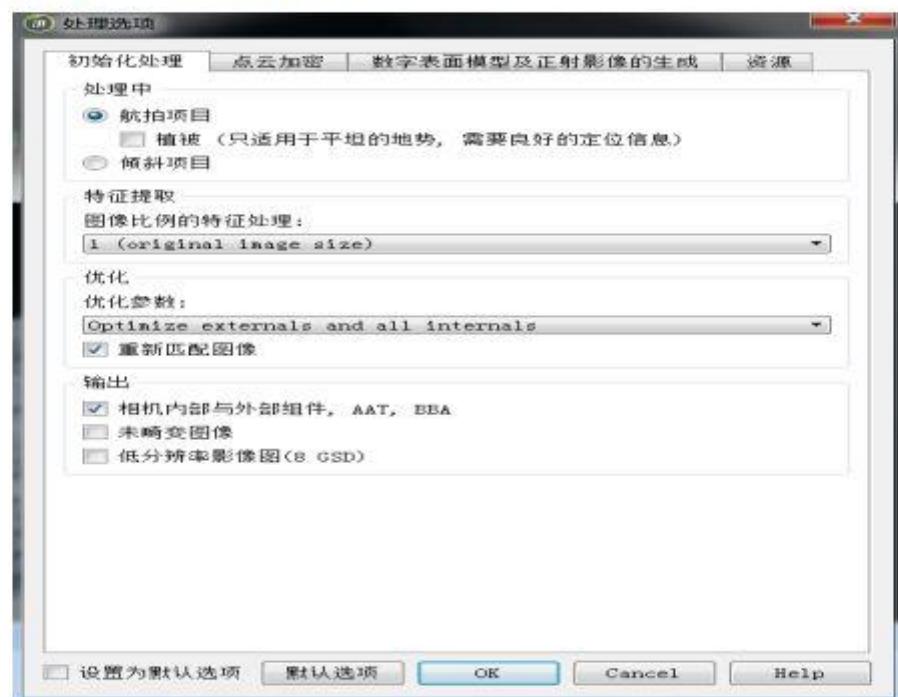 处理选项
初始化处理 点云加密 数字表面模型及正射影像的生成 资源
处理中
航拍项目
植被 (只适用于平坦的地势, 需要良好的定位信息)
倾斜项目
特征提取
图像比例的特征处理:
1 (original image size)
优化
优化参数:
Optimize externals and all internals
重新匹配图像
输出
相机内部与外部组件, AAT, BBA
未畸变图像
低分辨率影像图(8 GSD)
设置为默认选项 默认选项 OK Cancel Help